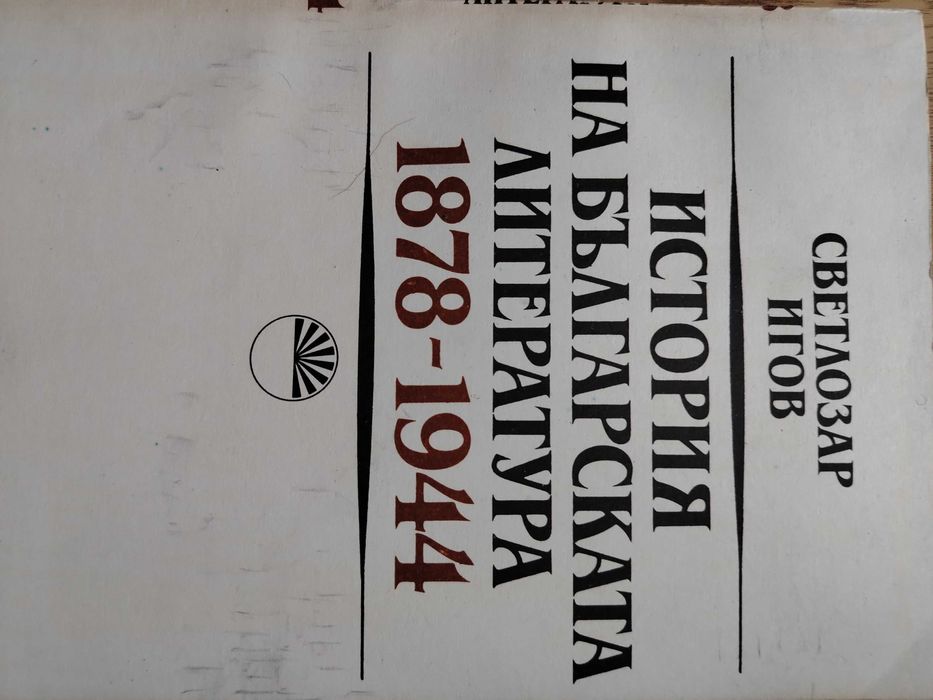 СВЕТЛОЗАР
ИГОВ
ИСТОРИЯ
НА БЪЛГАРСКАТА
ЛИТЕРАТУРА
1878-1944